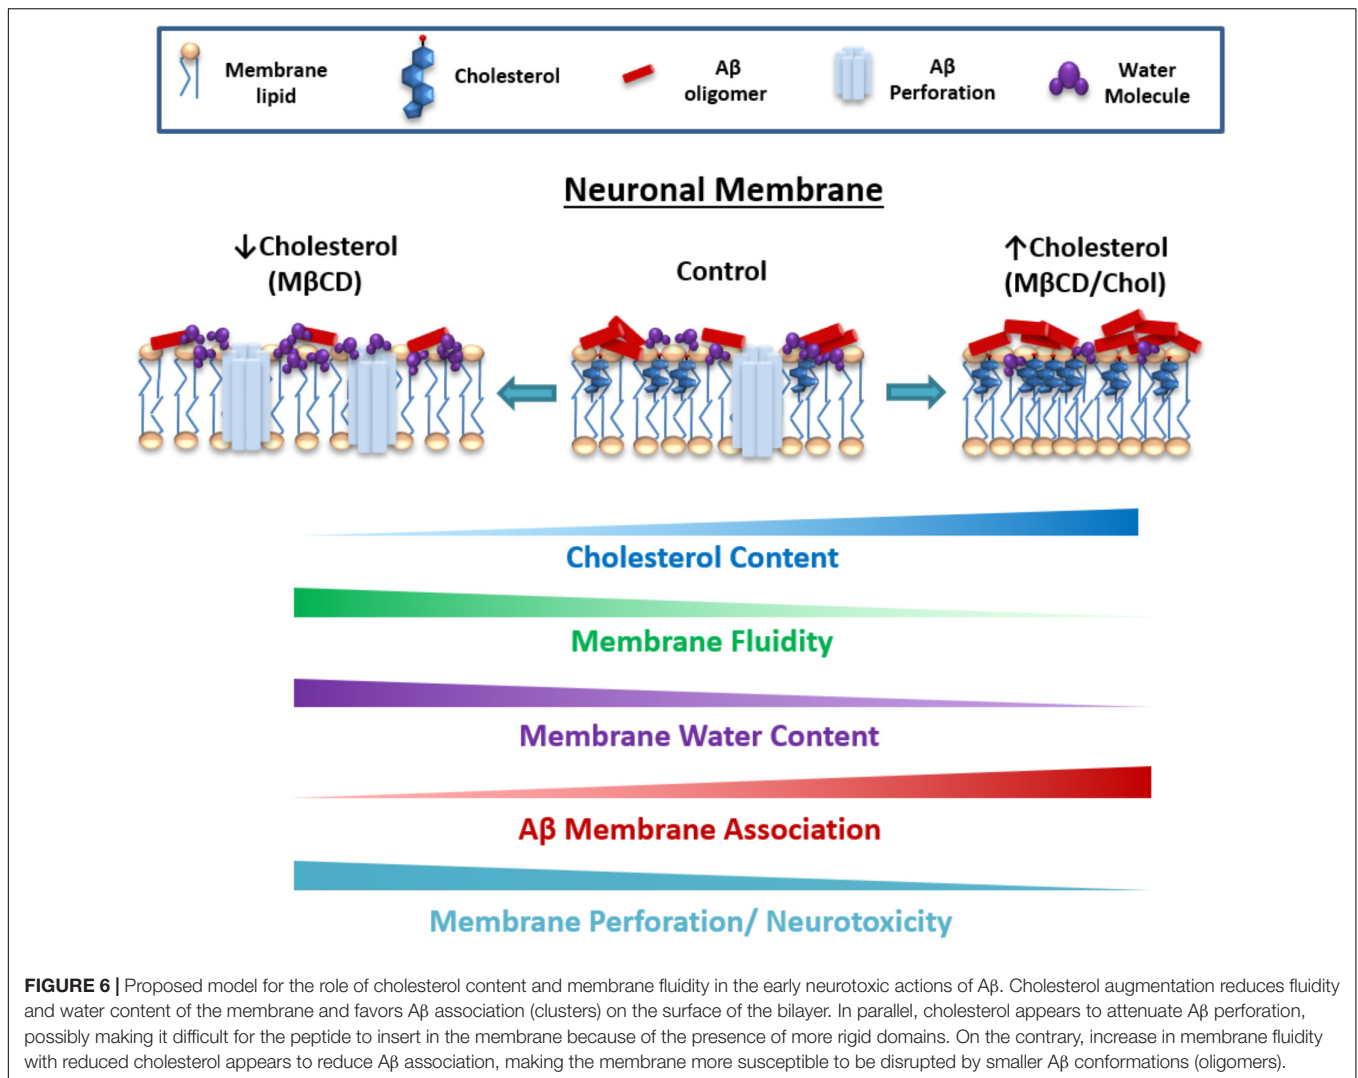 Membrane
lipid
Cholesterol
Aβ
oligomer
Aβ
Perforation
Water
Molecule
Neuronal Membrane
↓Cholesterol
(MβCD)
Control
↑Cholesterol
(MβCD/Chol)
Cholesterol Content
Membrane Fluidity
Membrane Water Content
Aβ Membrane Association
Membrane Perforation/ Neurotoxicity
FIGURE 6 | Proposed model for the role of cholesterol content and membrane fluidity in the early neurotoxic actions of Aβ. Cholesterol augmentation reduces fluidity
and water content of the membrane and favors Aβ association (clusters) on the surface of the bilayer. In parallel, cholesterol appears to attenuate Aβ perforation,
possibly making it difficult for the peptide to insert in the membrane because of the presence of more rigid domains. On the contrary, increase in membrane fluidity
with reduced cholesterol appears to reduce Aβ association, making the membrane more susceptible to be disrupted by smaller Aβ conformations (oligomers).